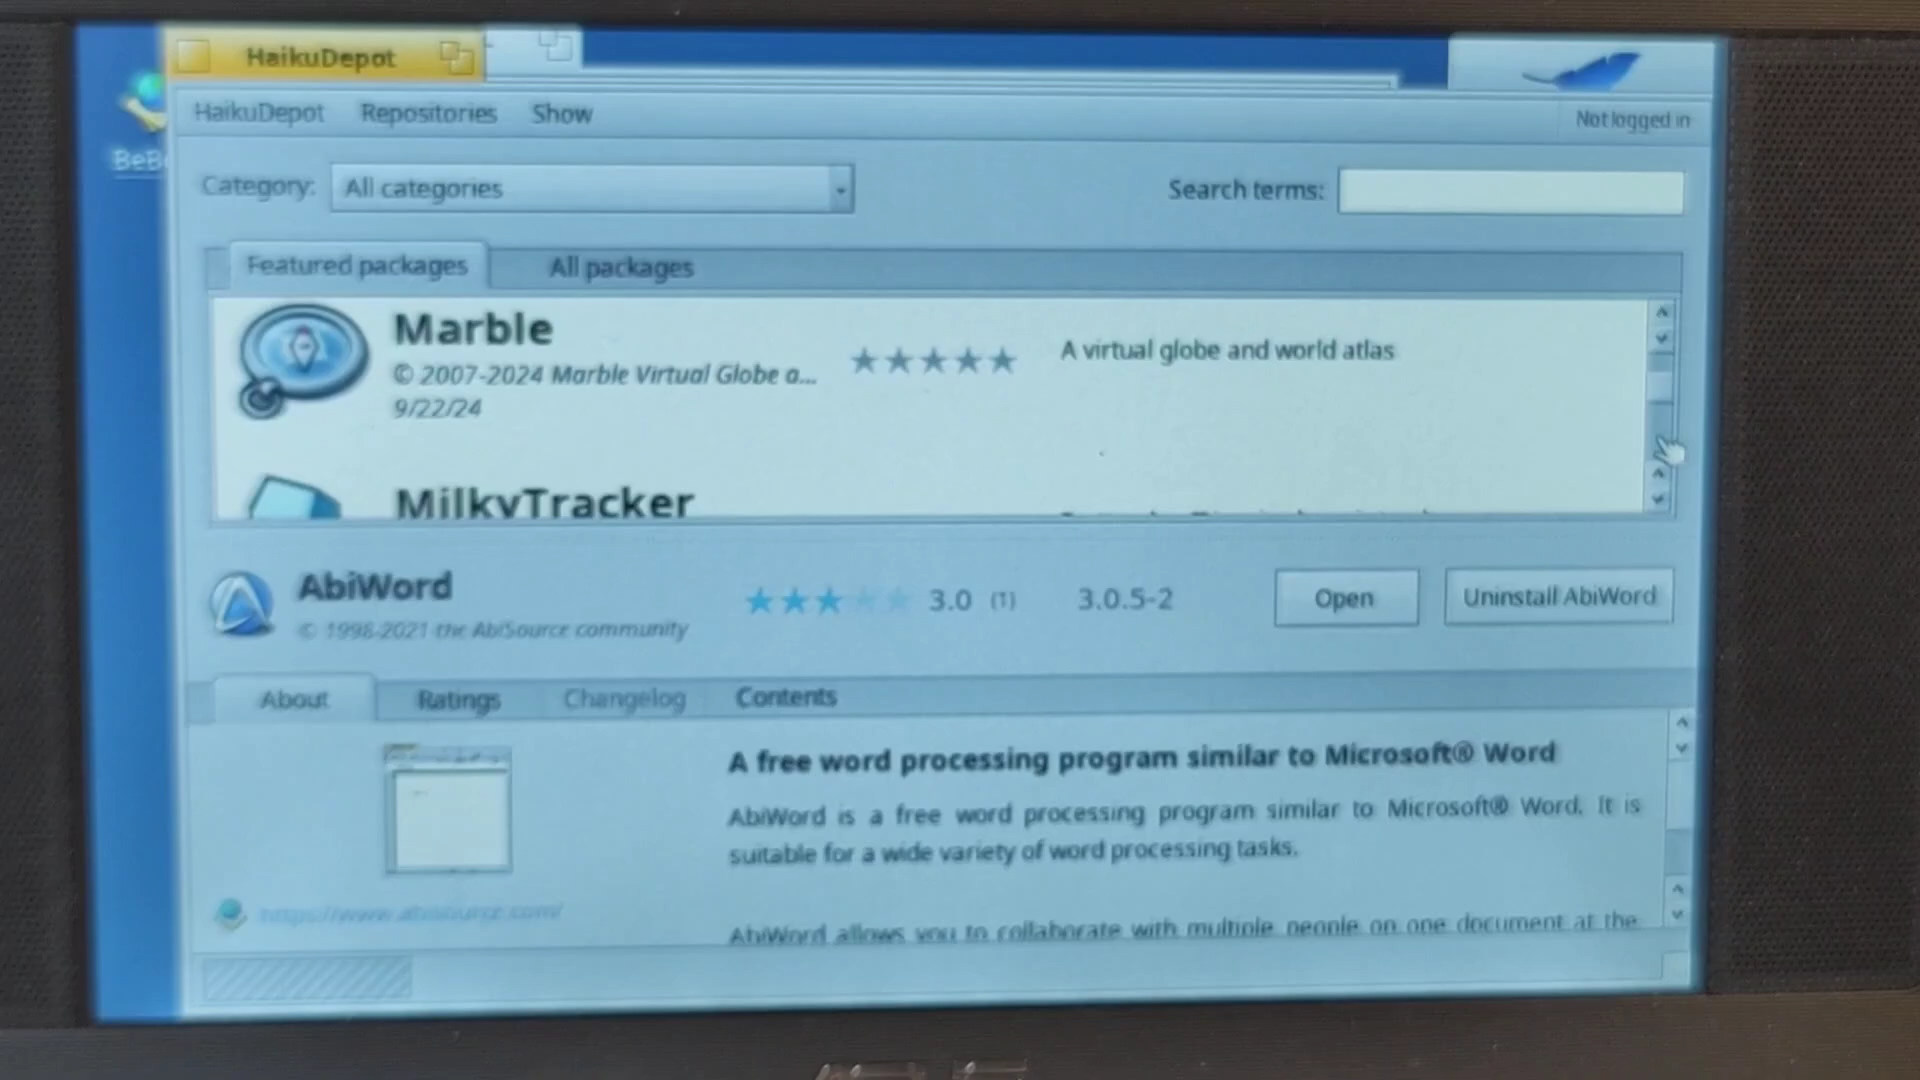 HaikuDepot
HaikuDepot Repositories Show
Not logged in
Category: All categories
Search terms:
Featured packages All packages
Marble
© 2007-2024 Marble Virtual Globe a...
9/22/24
A virtual globe and world atlas
MilkyTracker
AbiWord
© 1998-2021 the AbiSource community
3.0 (1) 3.0.5-2
Open
Uninstall AbiWord
About Ratings Changelog Contents
A free word processing program similar to Microsoft® Word
AbiWord is a free word processing program similar to Microsoft® Word. It is
suitable for a wide variety of word processing tasks.
AbiWord allows you to collaborate with multiple people on one document at the
https://www.abisource.com/